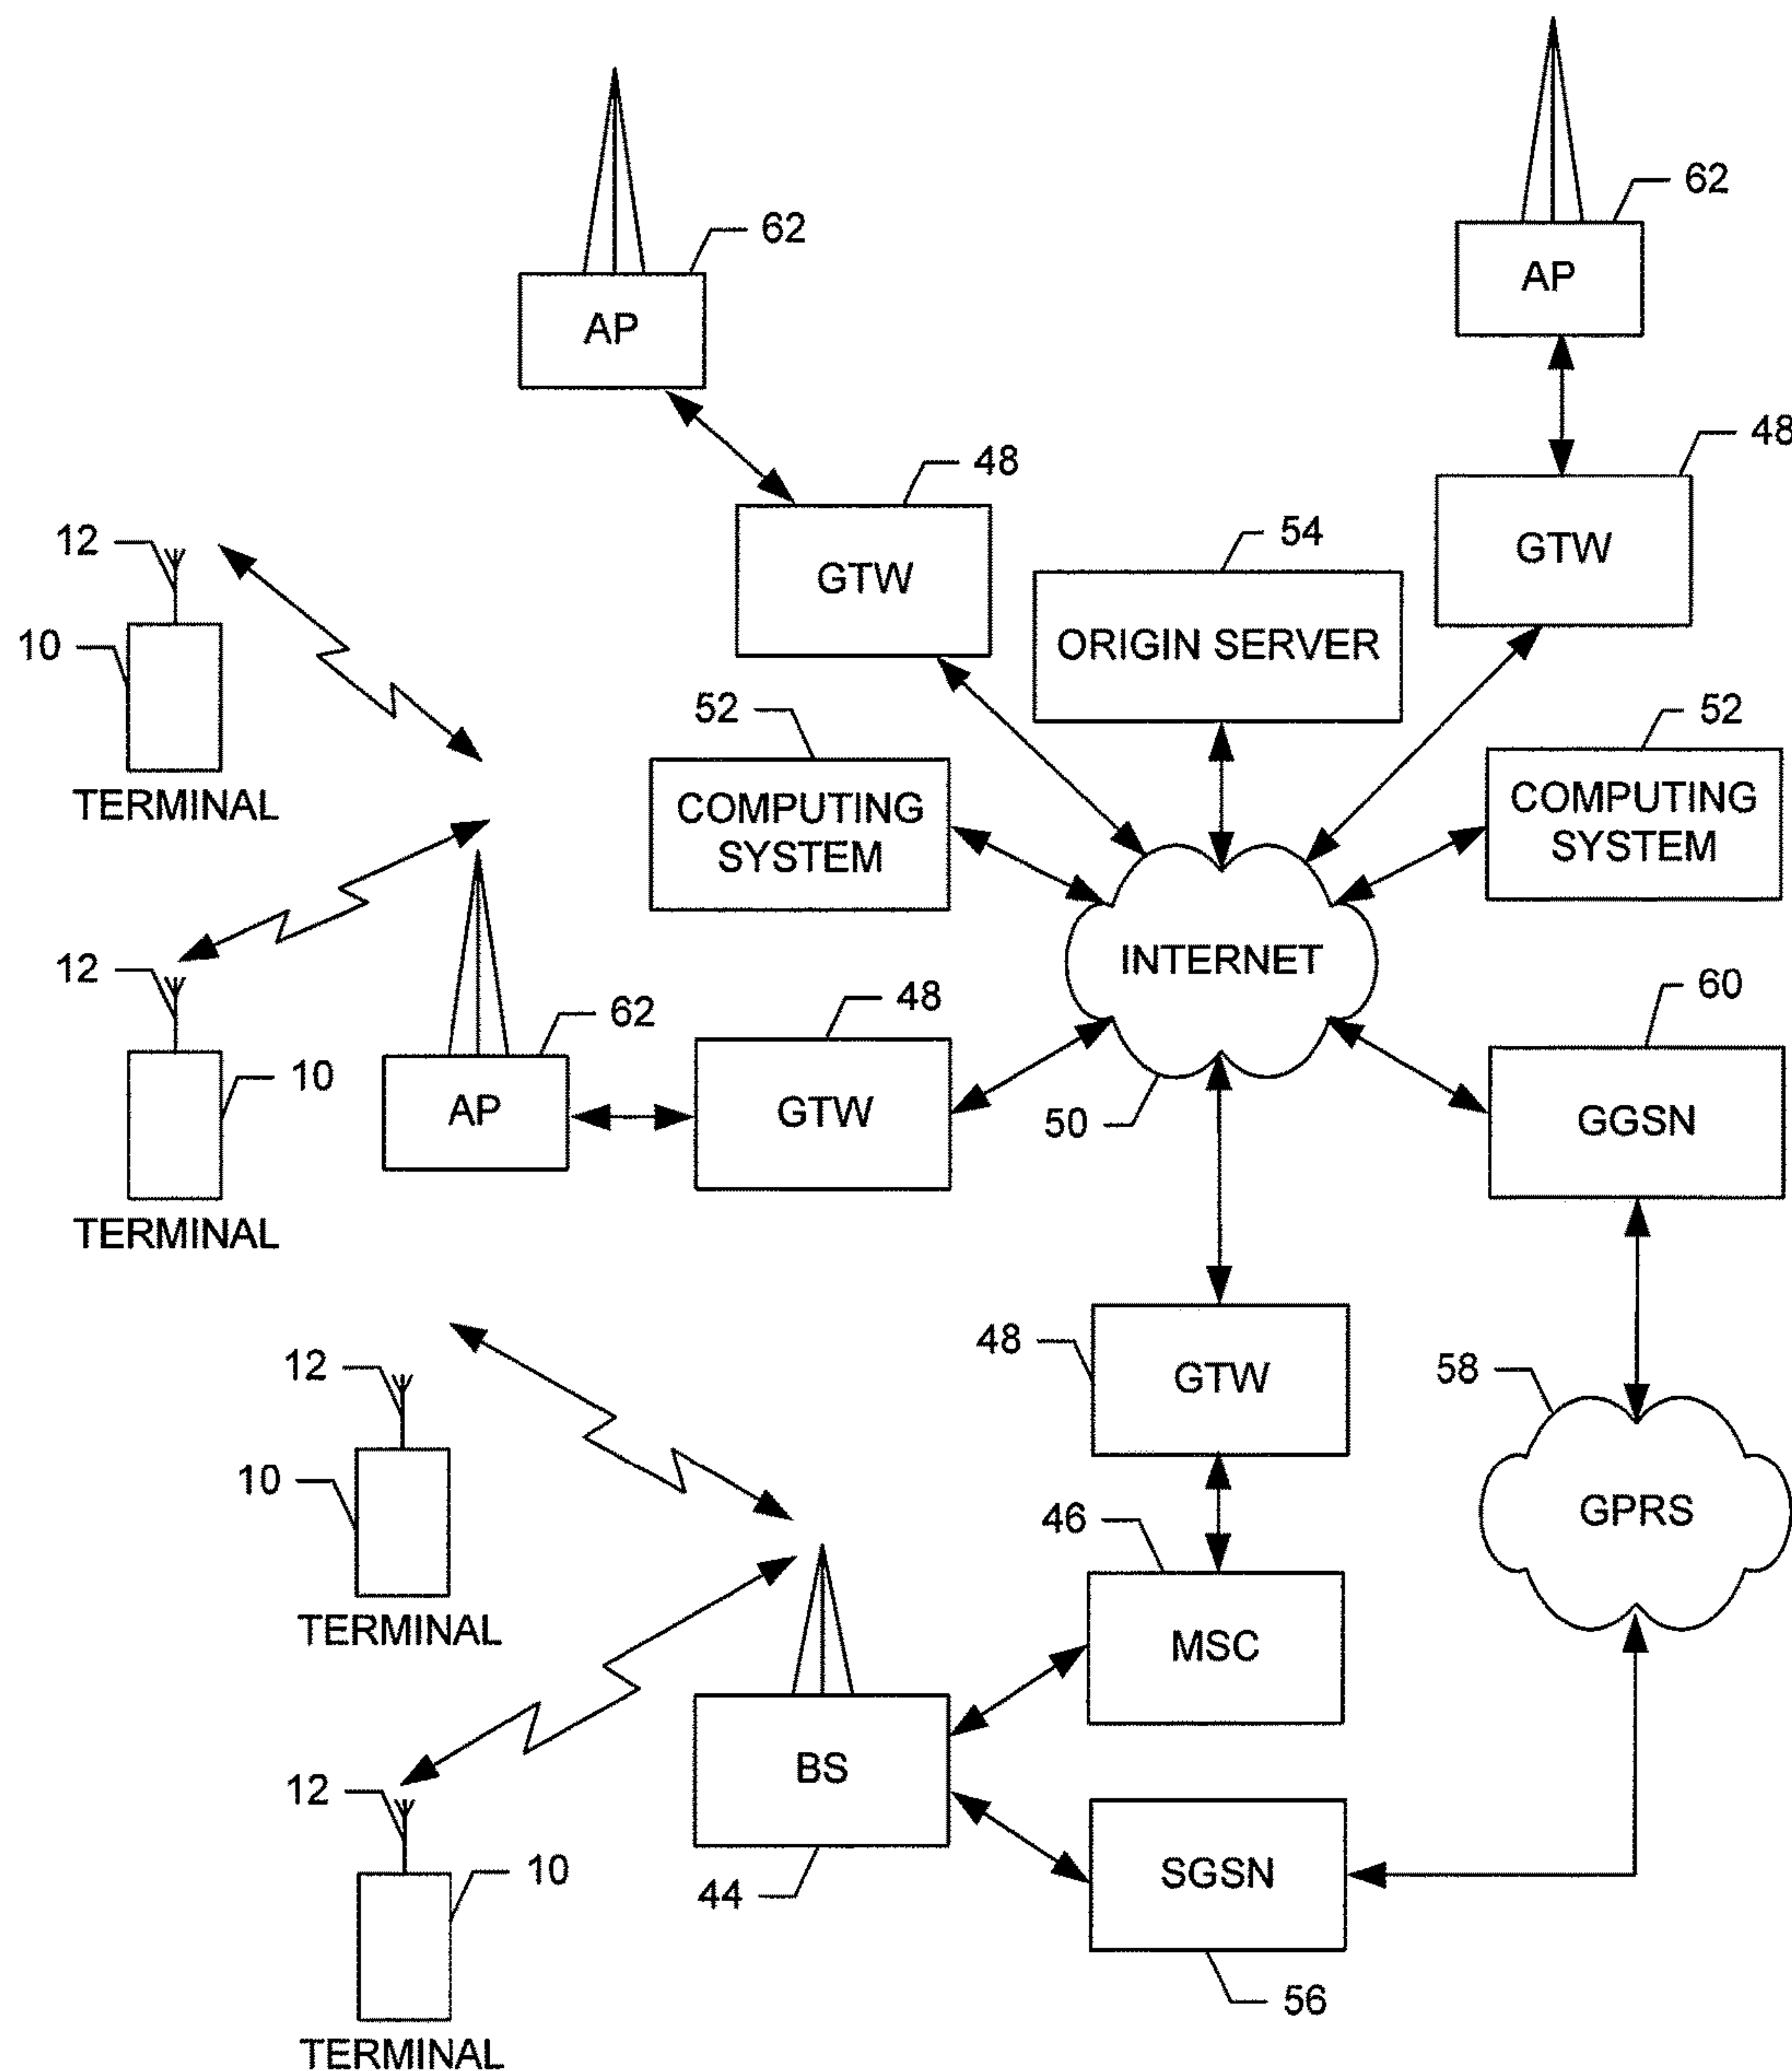 62
AP
62
AP
48
GTW
48
GTW
54
ORIGIN SERVER
12
10
TERMINAL
52
COMPUTING
SYSTEM
52
COMPUTING
SYSTEM
INTERNET
50
12
10
TERMINAL
62
AP
48
GTW
60
GGSN
48
GTW
58
GPRS
12
10
TERMINAL
46
MSC
BS
44
SGSN
56
12
10
TERMINAL